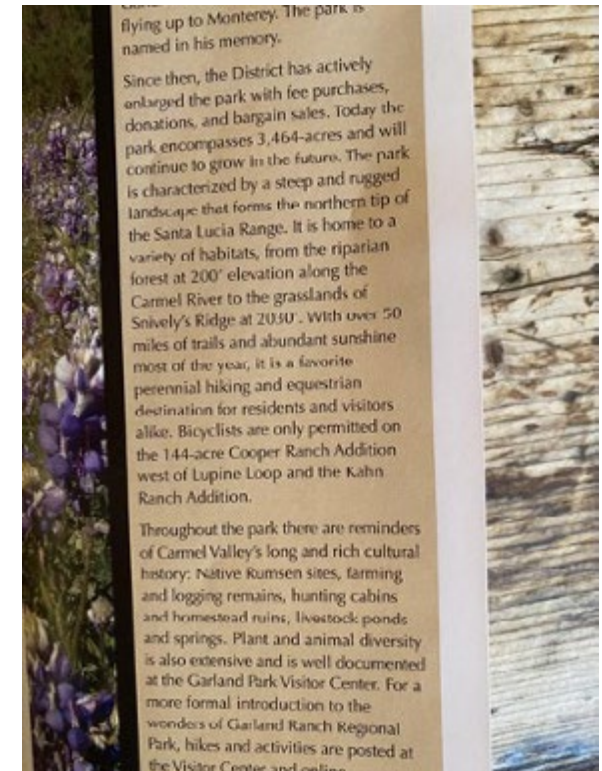 flying up to Monterey. The park is
named in his memory.
Since then, the District has actively
enlarged the park with fee purchases,
donations, and bargain sales. Today the
park encompasses 3,464-acres and will
continue to grow in the future. The park
is characterized by a steep and rugged
landscape that forms the northern tip of
the Santa Lucia Range. It is home to a
variety of habitats, from the riparian
forest at 200' elevation along the
Carmel River to the grasslands of
Snively's Ridge at 2030'. With over 50
miles of trails and abundant sunshine
most of the year, it is a favorite
perennial hiking and equestrian
destination for residents and visitors
alike. Bicyclists are only permitted on
the 144-acre Cooper Ranch Addition
west of Lupine Loop and the Kahn
Ranch Addition.
Throughout the park there are reminders
of Carmel Valley's long and rich cultural
history: Native Rumsen sites, farming
and logging remains, hunting cabins
and homestead ruins, livestock ponds
and springs. Plant and animal diversity
is also extensive and is well documented
at the Garland Park Visitor Center. For a
more formal introduction to the
wonders of Garland Ranch Regional
Park, hikes and activities are posted at
the Visitor Center and online